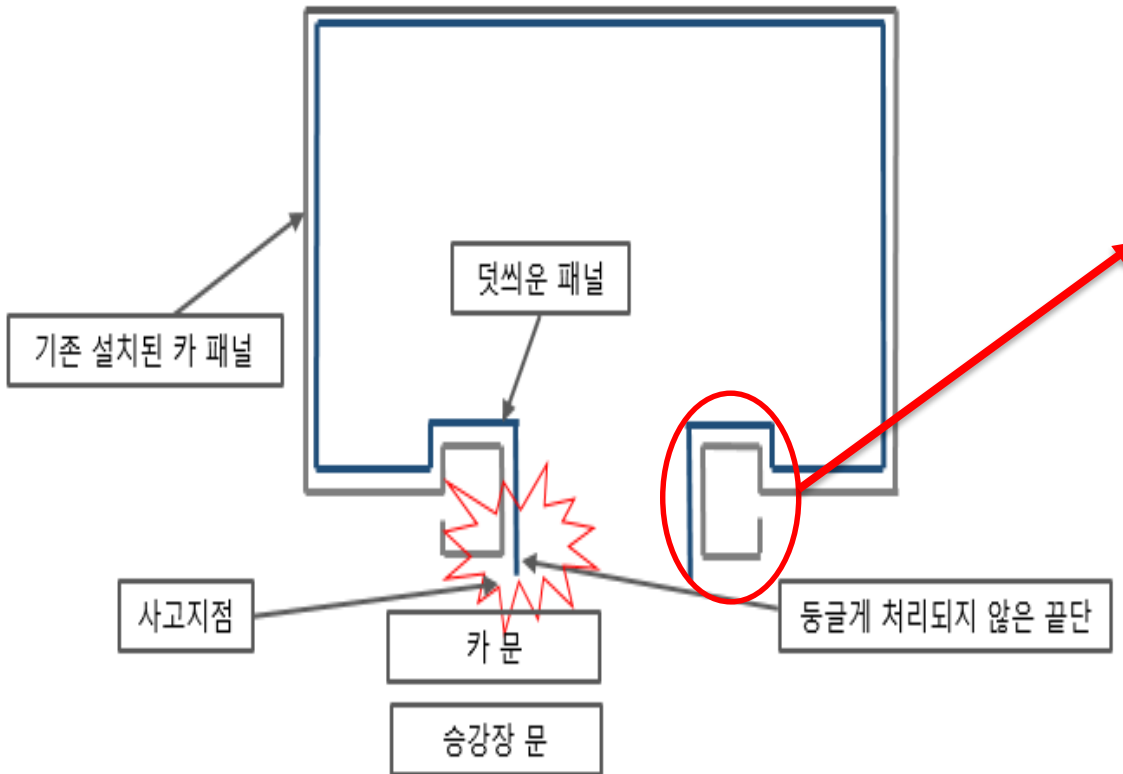 덧씌운 패널
기존 설치된 카 패널
사고지점
둥글게 처리되지 않은 끝단
카 문
승강장 문